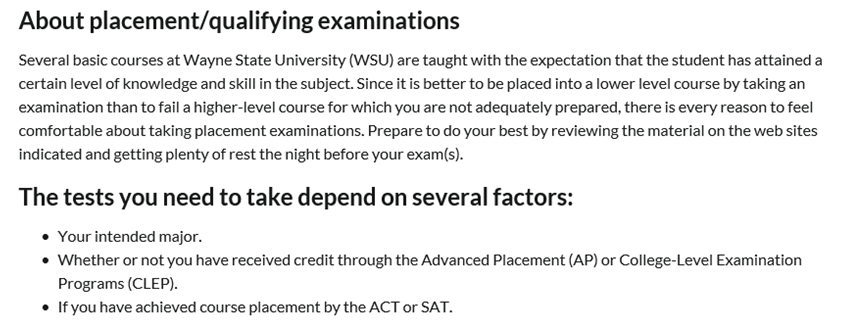 About placement/qualifying examinations
Several basic courses at Wayne State University (WSU) are taught with the expectation that the student has attained a
certain level of knowledge and skill in the subject. Since it is better to be placed into a lower level course by taking an
examination than to fail a higher-level course for which you are not adequately prepared, there is every reason to feel
comfortable about taking placement examinations. Prepare to do your best by reviewing the material on the web sites
indicated and getting plenty of rest the night before your exam(s).
The tests you need to take depend on several factors:
• Your intended major.
• Whether or not you have received credit through the Advanced Placement (AP) or College-Level Examination
Programs (CLEP).
• If you have achieved course placement by the ACT or SAT.